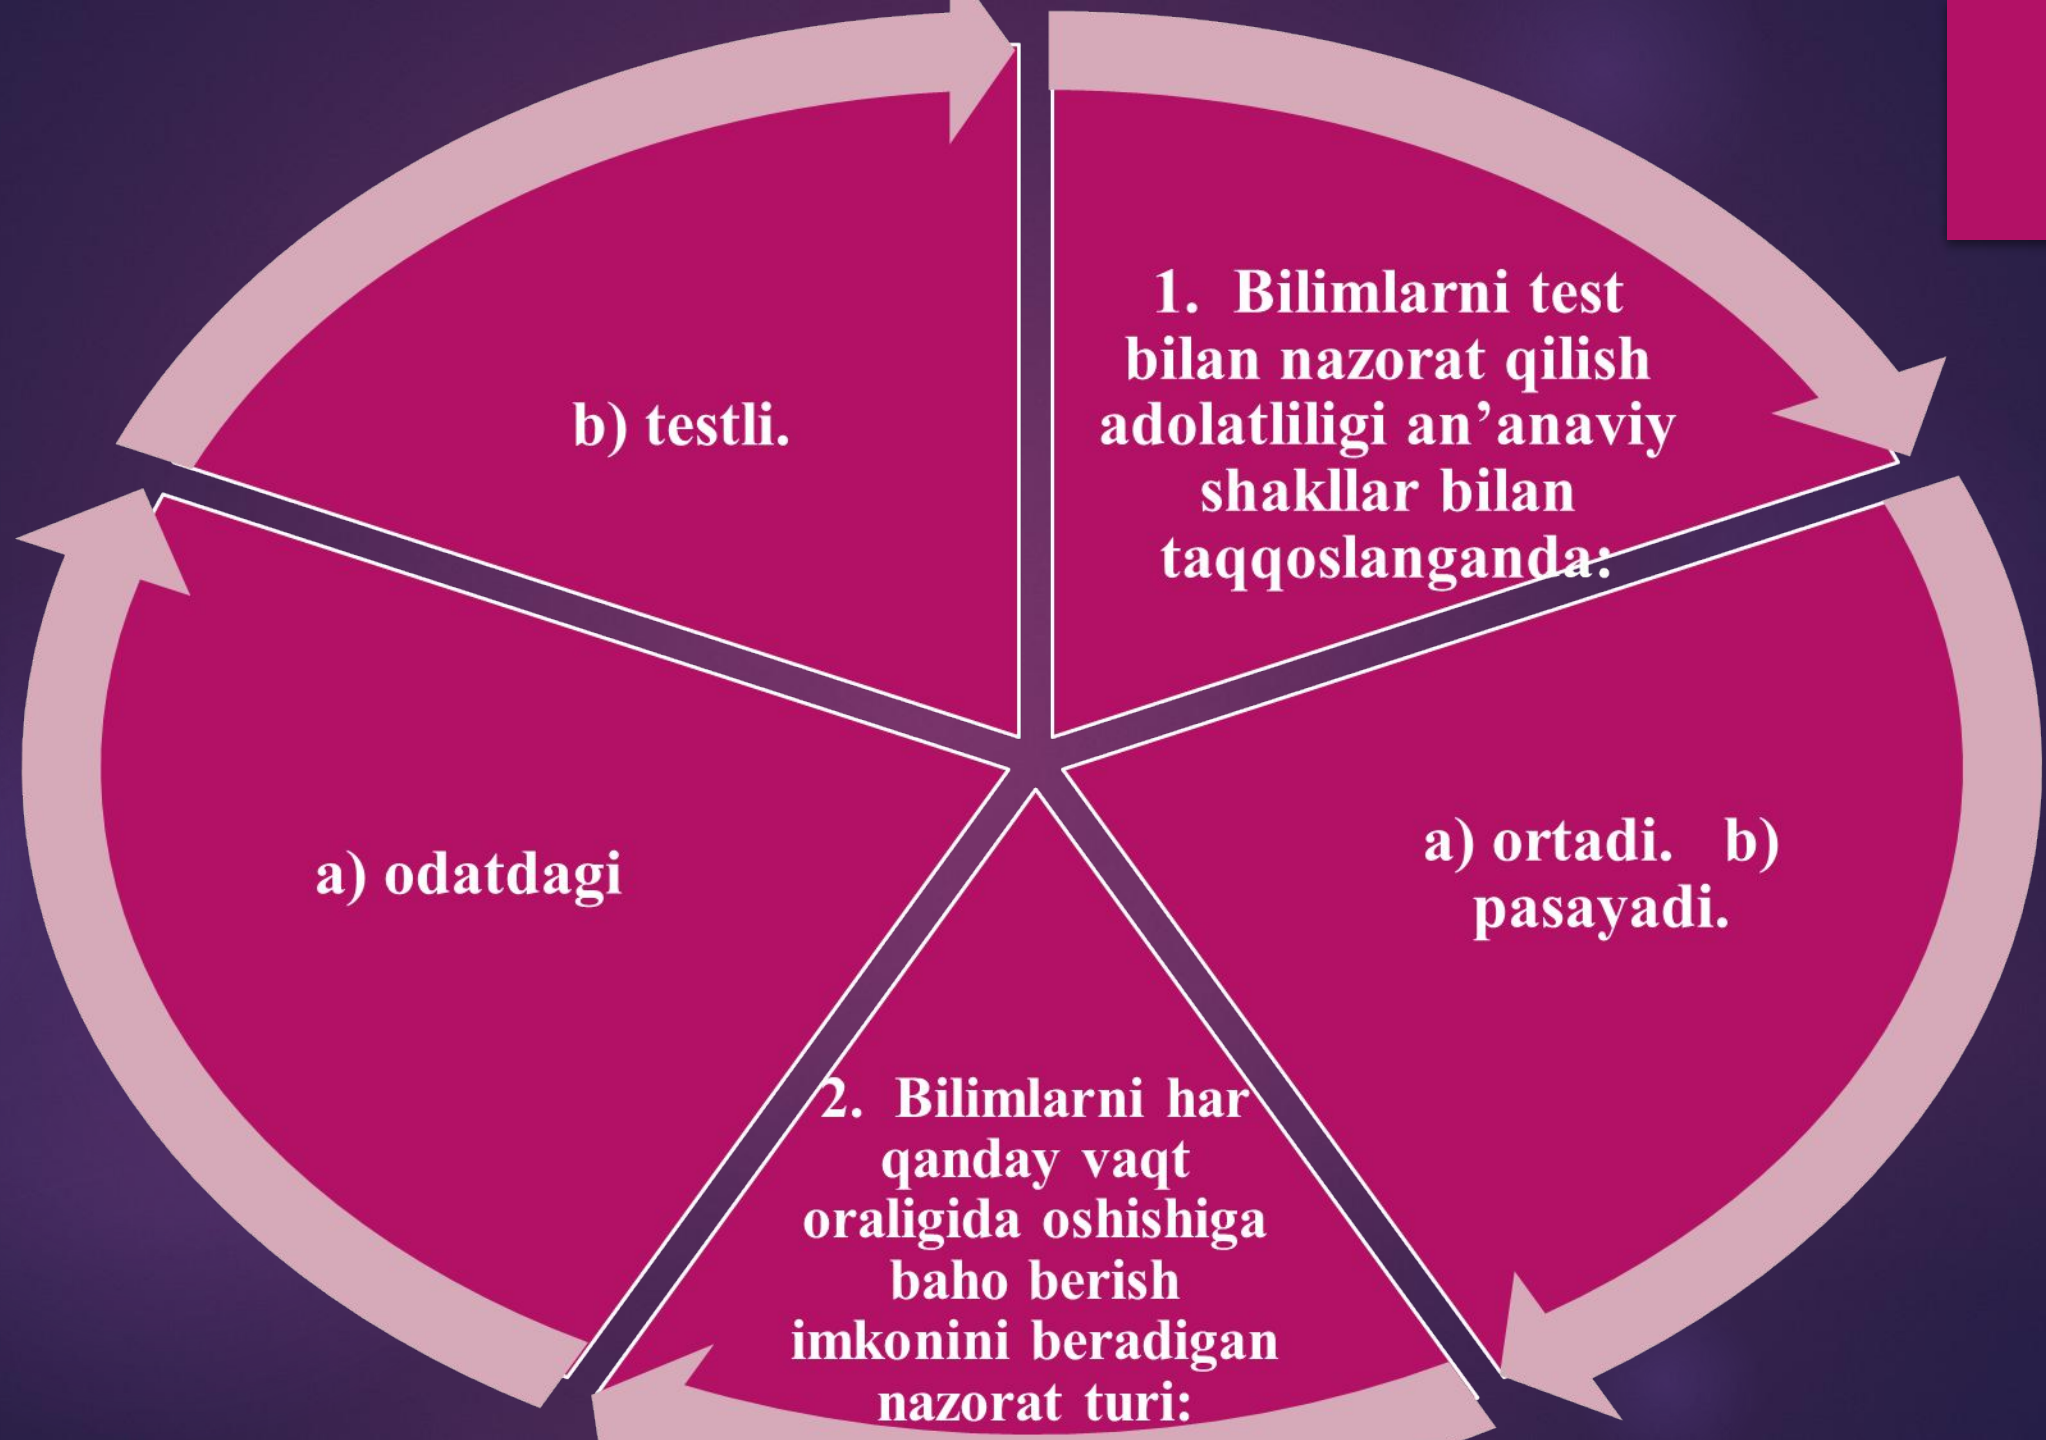 1. Bilimlarni test
bilan nazorat qilish
adolatliligi an’anaviy
shakllar bilan
taqqoslanganda:
a) ortadi. b)
pasayadi.
2. Bilimlarni har
qanday vaqt
oraligida oshishiga
baho berish
imkonini beradigan
nazorat turi:
a) odatdagi
b) testli.